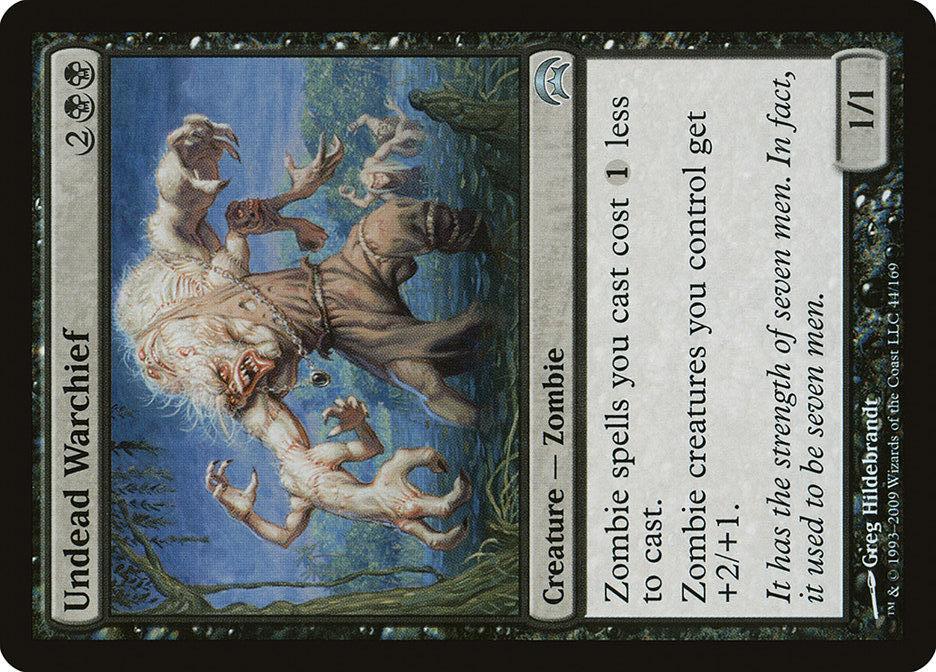 Undead Warchief 2
Creature — Zombie
Zombie spells you cast cost 1 less
to cast.
Zombie creatures you control get
+2/+1.
It has the strength of seven men. In fact,
it used to be seven men.
1/1
Greg Hildebrandt
™ & © 1993-2009 Wizards of the Coast LLC 44/169